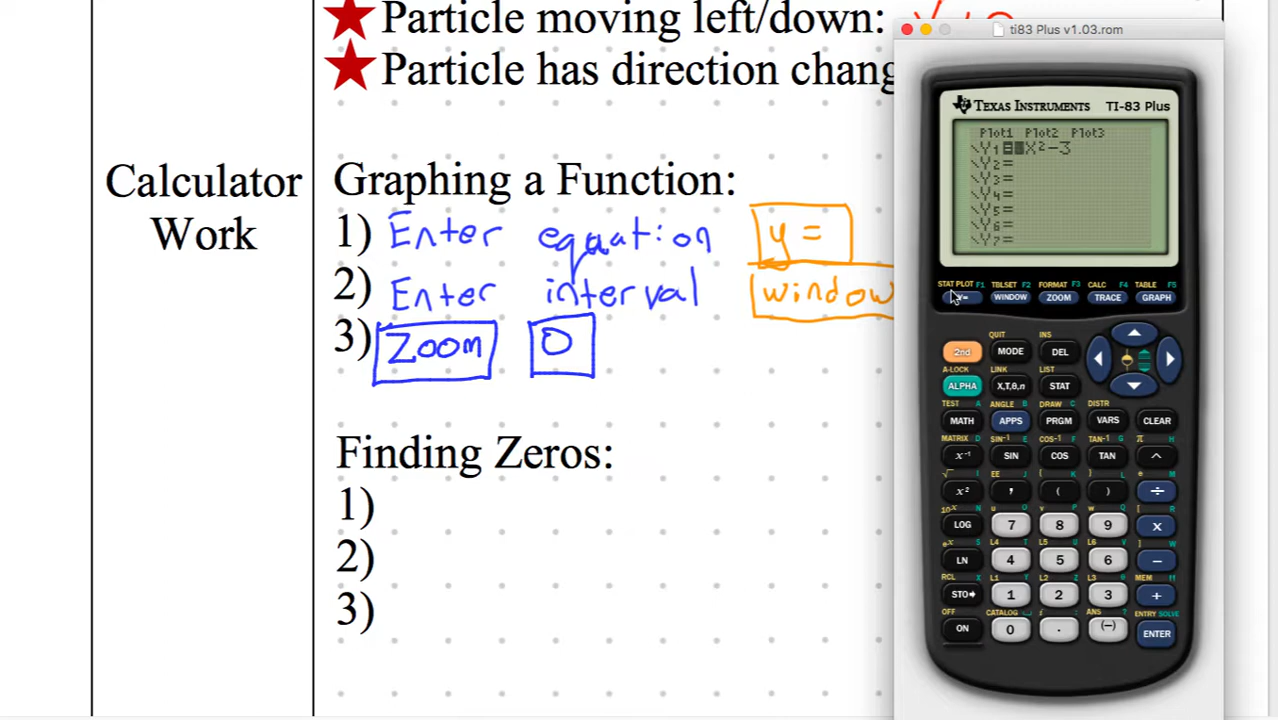 Particle moving left/down:
Particle has direction chang
Calculator
Work
Graphing a Function:
1) Enter equation y =
2) Enter interval window
3) Zoom 0
Finding Zeros:
1)
2)
3)
ti83 Plus v1.03.rom
TEXAS INSTRUMENTS TI-83 Plus
Plot1 Plot2 Plot3
\Y1=X²-3
\Y2=
\Y3=
\Y4=
\Y5=
\Y6=
\Y7=
STAT PLOT F1 TBLSET F2 FORMAT F3 CALC F4 TABLE F5
Y= WINDOW ZOOM TRACE GRAPH
QUIT INS
2nd MODE DEL
A-LOCK LINK LIST
ALPHA X,T,θ,n STAT
TEST A ANGLE B DRAW C DISTR
MATH APPS PRGM VARS CLEAR
MATRIX D SIN⁻¹ E COS⁻¹ F TAN⁻¹ G π H
x⁻¹ SIN COS TAN ^
√ I EE J { K } L e M
x² , ( ) ÷
10ˣ N u O v P w Q [ R
LOG 7 8 9 x
eˣ S L4 T L5 U L6 V ] W
LN 4 5 6 −
RCL X L1 Y L2 Z L3 θ MEM "
STO➔ 1 2 3 +
OFF CATALOG i : ANS ? ENTRY SOLVE
ON 0 . (−) ENTER